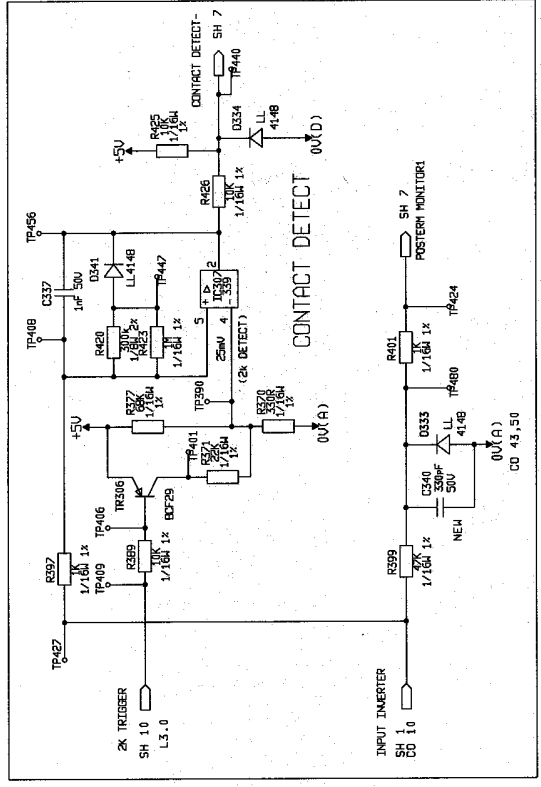 CONTACT DETECT-
SH 7
TP440
+5V
R425
10K
1/16W
1%
D334
LL
4148
0V(D)
R426
10K
1/16W 1%
TP456
C337
1nF 50V
D341
LL4148
TP447
TP408
R420
300k
1/8W 2%
R423
1M
1/16W 1%
5
+
-
IC307
339
2
4
25mV
(2k DETECT)
CONTACT DETECT
+5V
R377
68K
1/16W
1%
TP390
R370
330R
1/16W
1%
0V(A)
TR306
BCF29
TP401
R371
22K
1/16W
1%
TP406
R389
10K
1/16W 1%
TP409
R397
1K
1/16W 1%
TP427
2K TRIGGER
SH 10
L3.0
POSTERM MONITOR1
SH 7
TP424
R401
1K
1/16W 1%
TP480
D333
LL
4148
0V(A)
CO 43,50
C340
330pF
50V
NEW
R399
47K
1/16W 1%
INPUT INVERTER
SH 1
CO 10